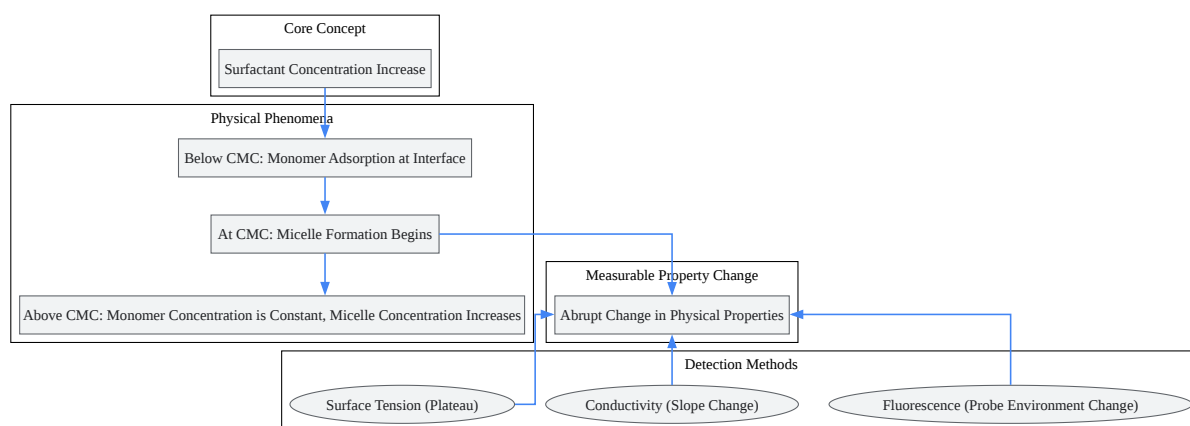 Core Concept
Surfactant Concentration Increase
Physical Phenomena
Below CMC: Monomer Adsorption at Interface
At CMC: Micelle Formation Begins
Above CMC: Monomer Concentration is Constant, Micelle Concentration Increases
Measurable Property Change
Abrupt Change in Physical Properties
Detection Methods
Surface Tension (Plateau)
Conductivity (Slope Change)
Fluorescence (Probe Environment Change)